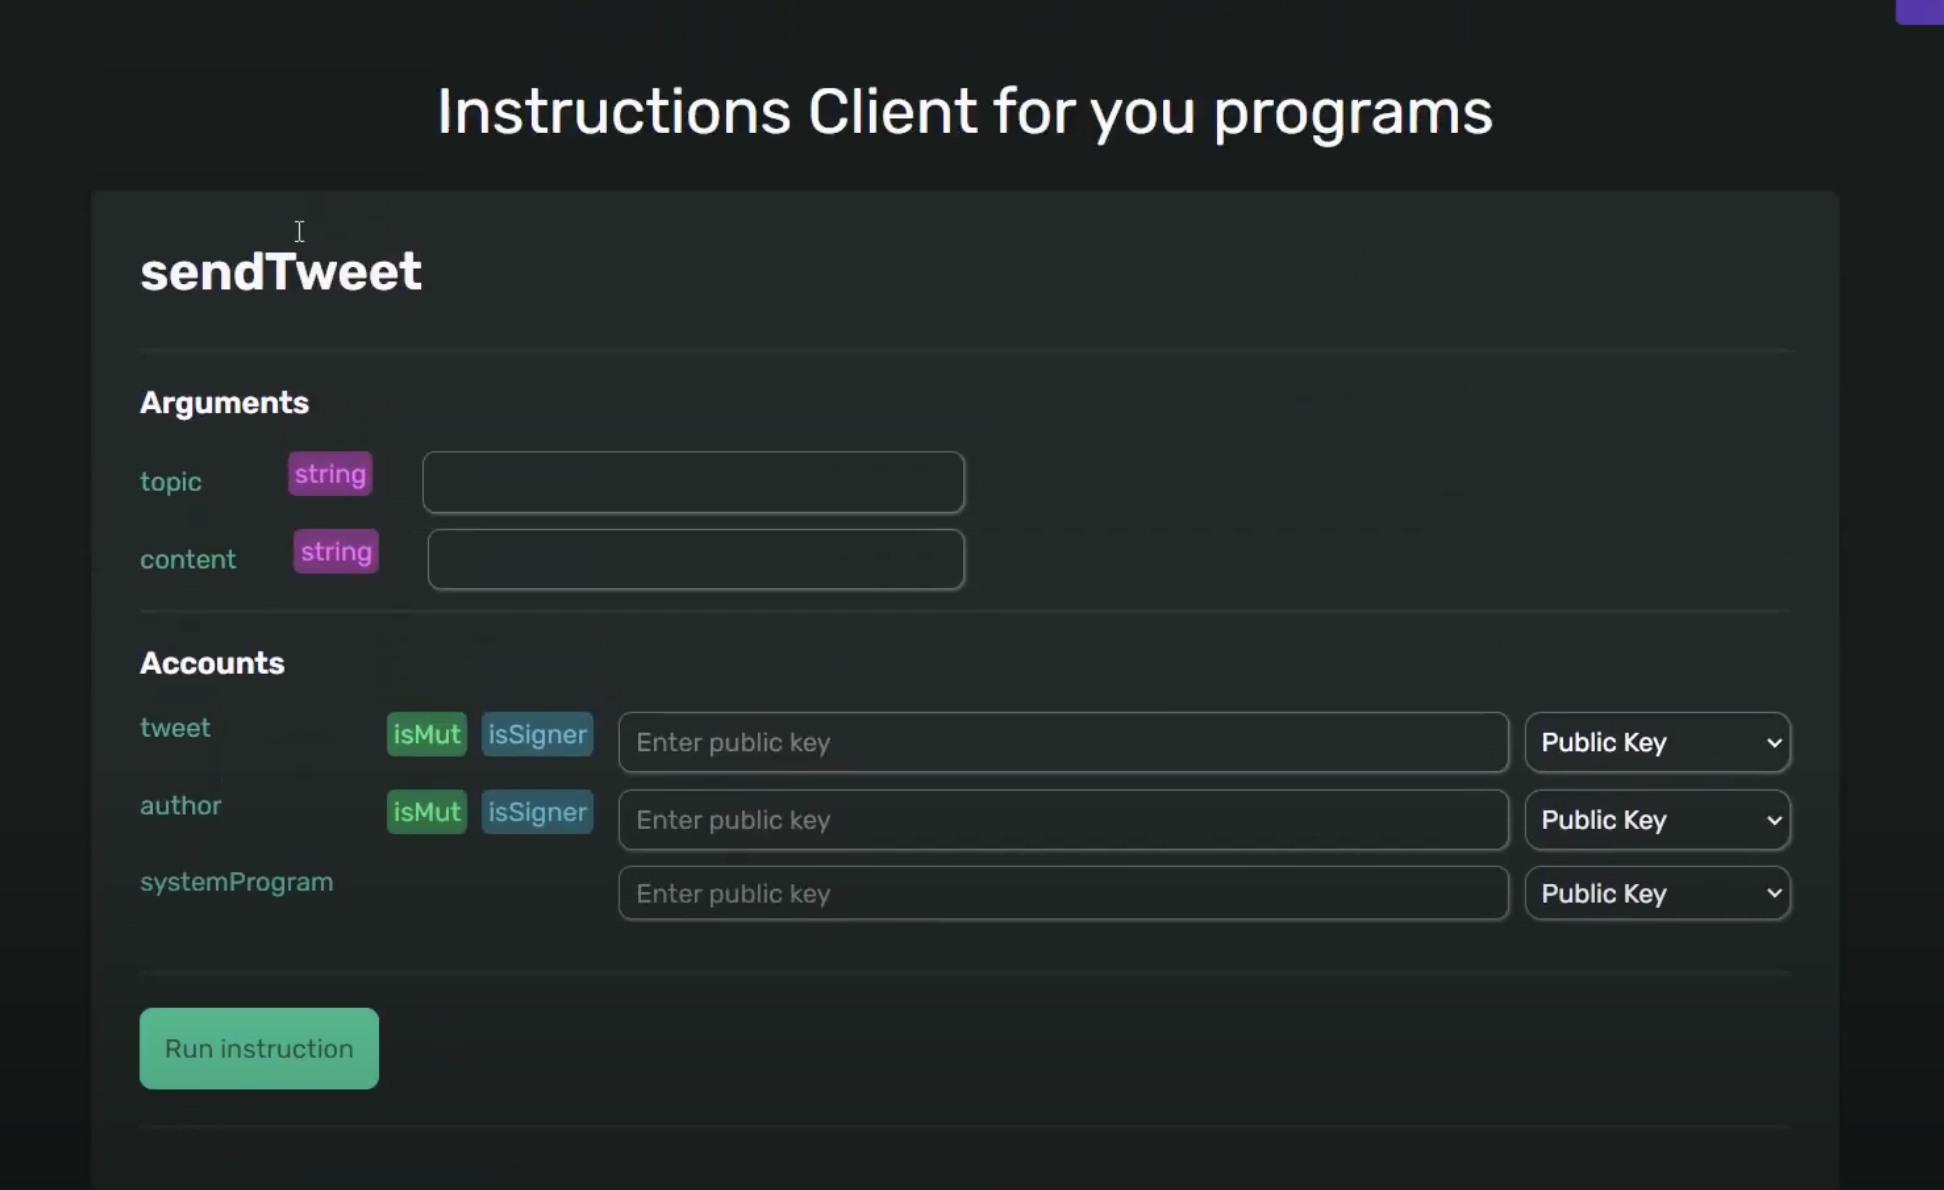 Instructions Client for you programs
sendTweet
Arguments
topic string
content string
Accounts
tweet isMut isSigner Enter public key Public Key
author isMut isSigner Enter public key Public Key
systemProgram Enter public key Public Key
Run instruction